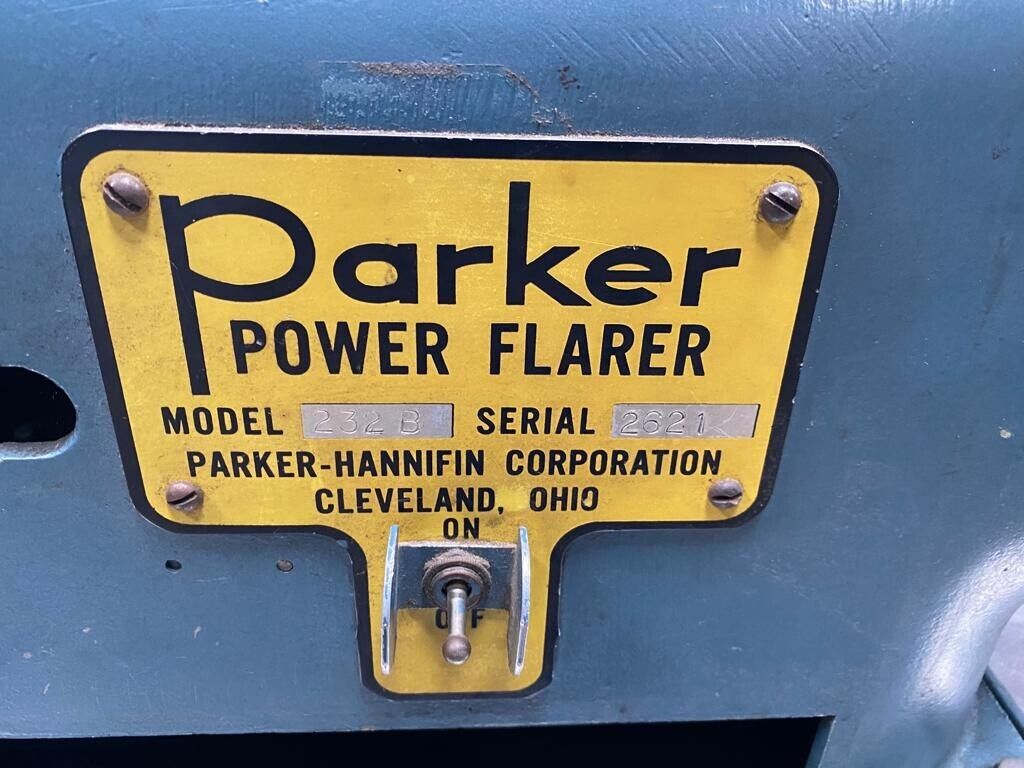 Parker
POWER FLARER
MODEL 232 B SERIAL 2621
PARKER-HANNIFIN CORPORATION
CLEVELAND, OHIO
ON
OFF